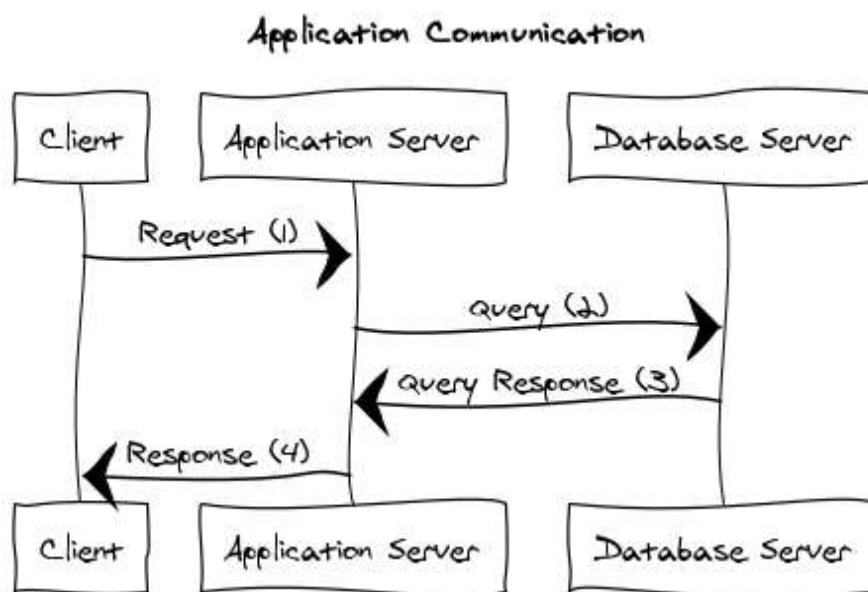 Application Communication
Client
Application Server
Database Server
Request (1)
Query (2)
Query Response (3)
Response (4)
Client
Application Server
Database Server